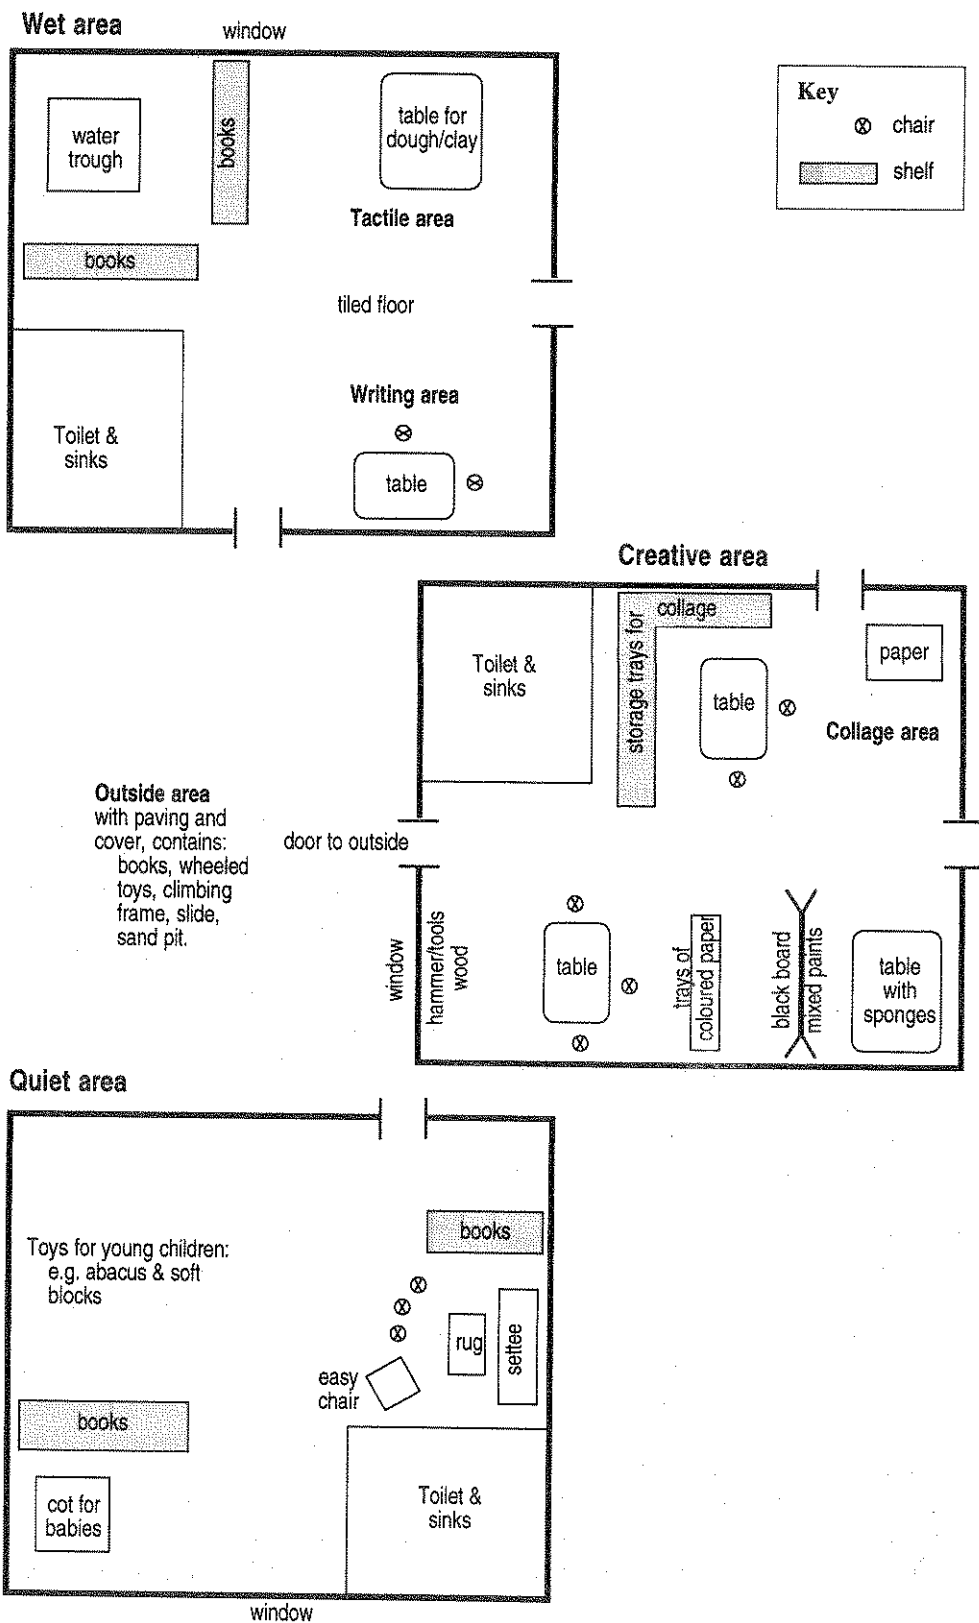 Wet area
window
water
trough
books
table for
dough/clay
Key
chair
shelf
Tactile area
books
tiled floor
Writing area
Toilet &
sinks
table
Creative area
Toilet &
sinks
storage trays for
collage
table
paper
Collage area
Outside area
with paving and
cover, contains:
books, wheeled
toys, climbing
frame, slide,
sand pit.
door to outside
window
hammer/tools
wood
table
trays of
coloured paper
black board
mixed paints
table
with
sponges
Quiet area
Toys for young children:
e.g. abacus & soft
blocks
books
rug
settee
easy
chair
books
cot for
babies
Toilet &
sinks
window